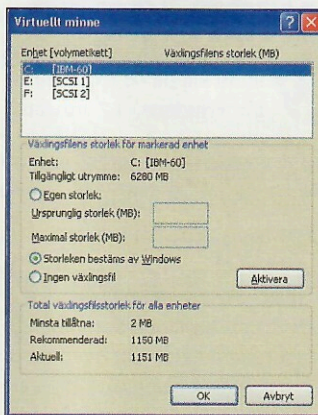 Virtuellt minne
Enhet [volymetikett] Växlingsfilens storlek (MB)
C: [IBM-60]
E: [SCSI 1]
F: [SCSI 2]
Växlingsfilens storlek för markerad enhet
Enhet: C: [IBM-60]
Tillgängligt utrymme: 6280 MB
Egen storlek:
Ursprunglig storlek (MB):
Maximal storlek (MB):
Storleken bestäms av Windows
Ingen växlingsfil
Aktivera
Total växlingsfilsstorlek för alla enheter
Minsta tillåtna: 2 MB
Rekommenderad: 1150 MB
Aktuell: 1151 MB
OK Avbryt